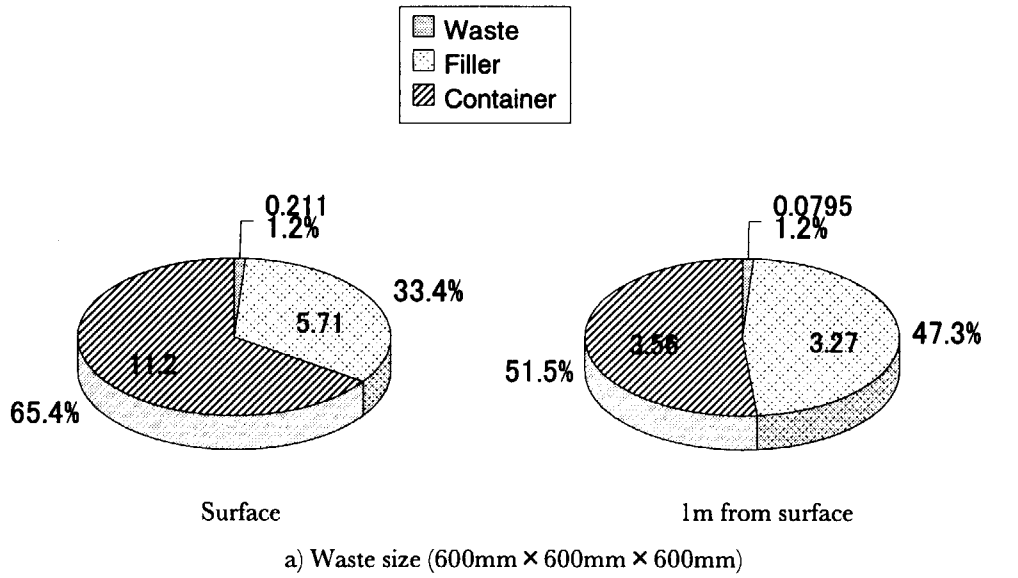 Waste
Filler
Container
0.211
1.2%
33.4%
5.71
11.2
65.4%
Surface
0.0795
1.2%
47.3%
3.27
3.56
51.5%
1m from surface
a) Waste size (600mm × 600mm × 600mm)